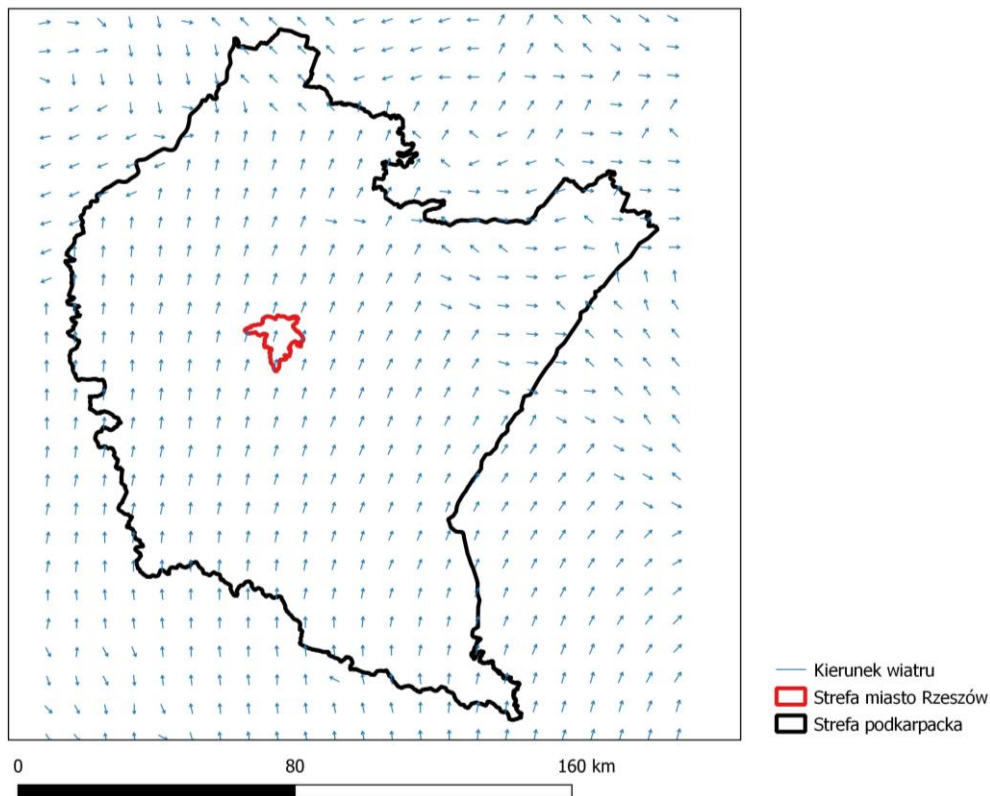 Kierunek wiatru
Strefa miasto Rzeszów
Strefa podkarpacka
0 80 160 km